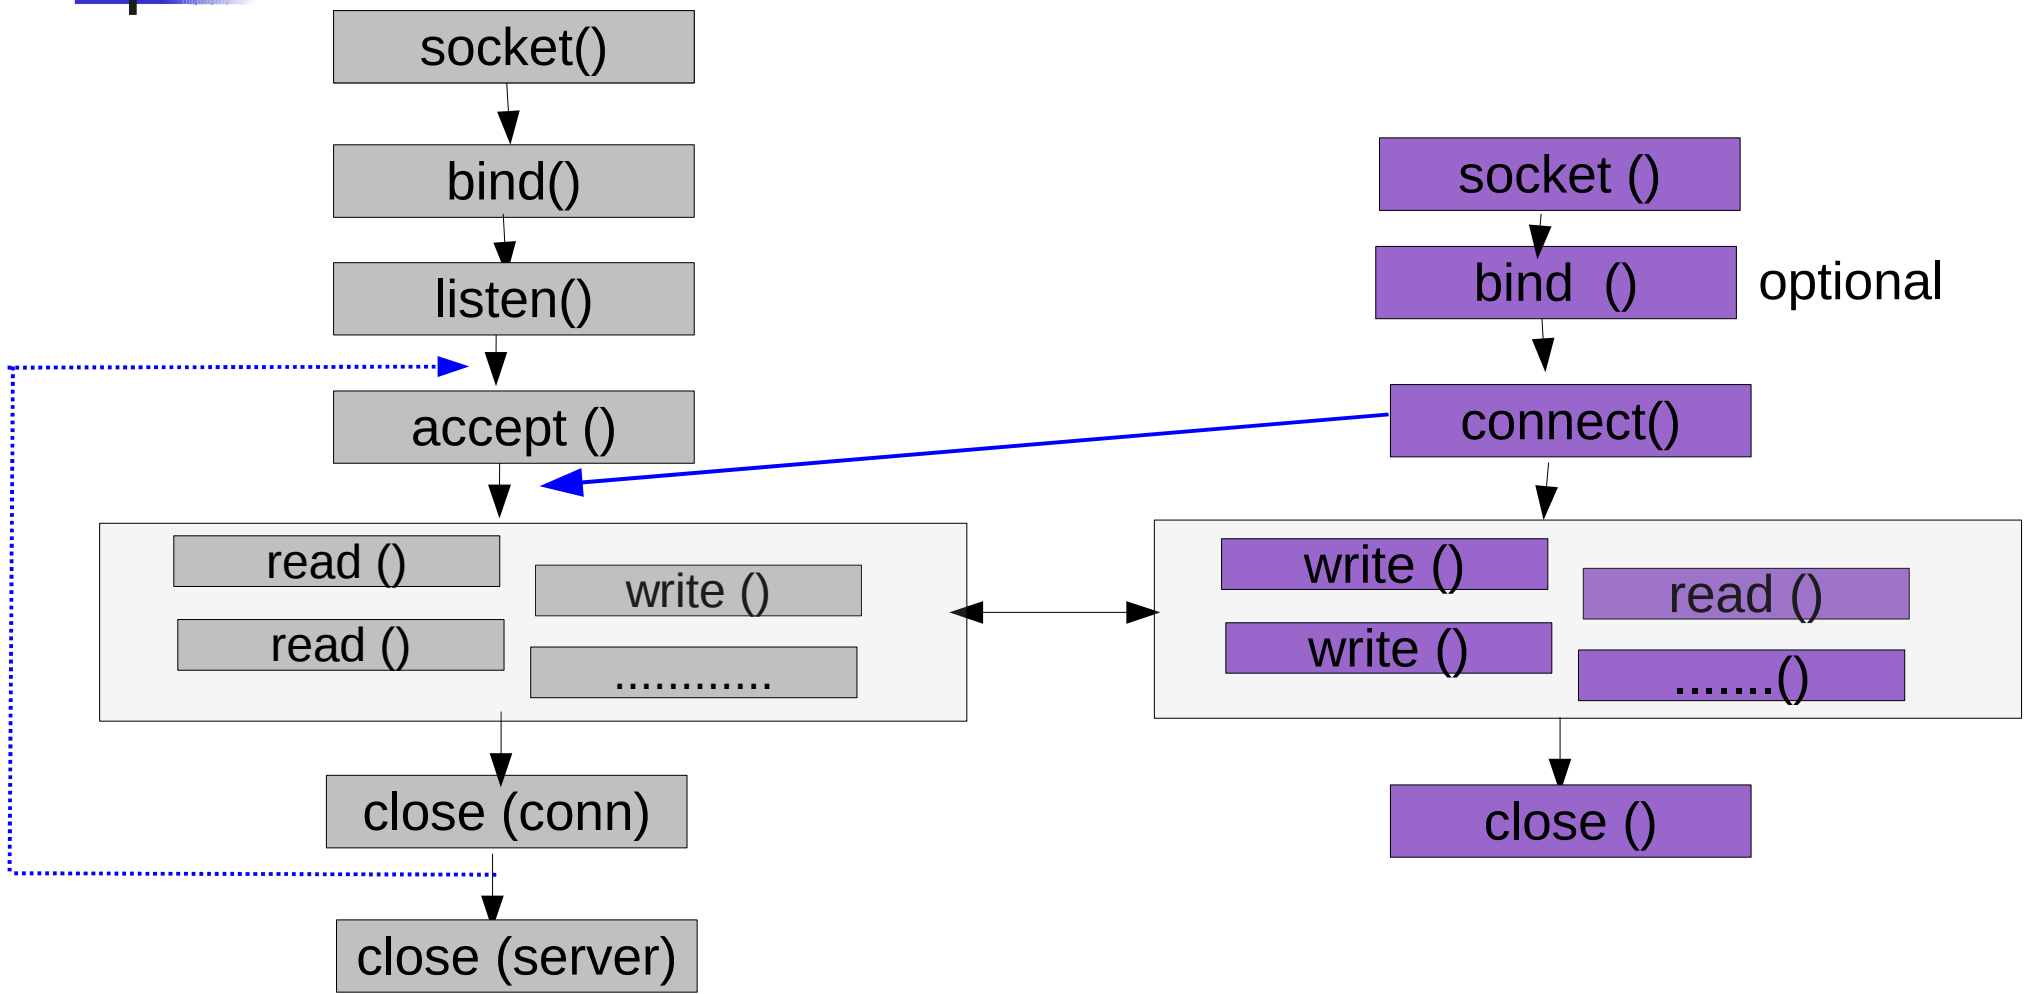 socket()
bind()
listen()
accept ()
read ()
write ()
read ()
............
close (conn)
close (server)
socket ()
bind  ()
optional
connect()
write ()
read ()
write ()
.......()
close ()